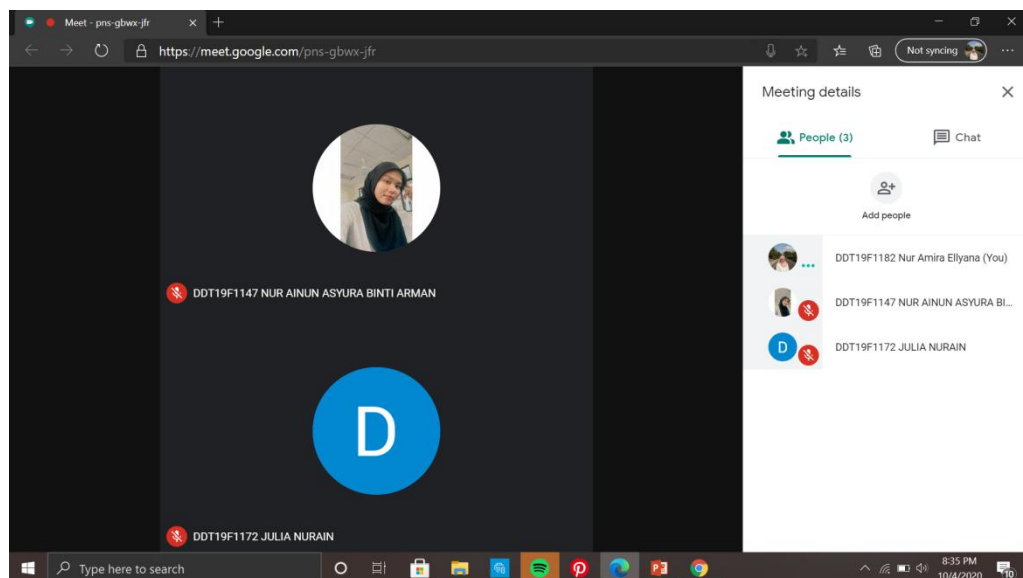 Meet - pns-gbwx-jfr
https://meet.google.com/pns-gbwx-jfr
Not syncing
Meeting details
People (3)
Chat
Add people
DDT19F1182 Nur Amira Ellyana (You)
DDT19F1147 NUR AINUN ASYURA BI...
D
DDT19F1172 JULIA NURAIN
DDT19F1147 NUR AINUN ASYURA BINTI ARMAN
D
DDT19F1172 JULIA NURAIN
Type here to search
8:35 PM
10/4/2020
10